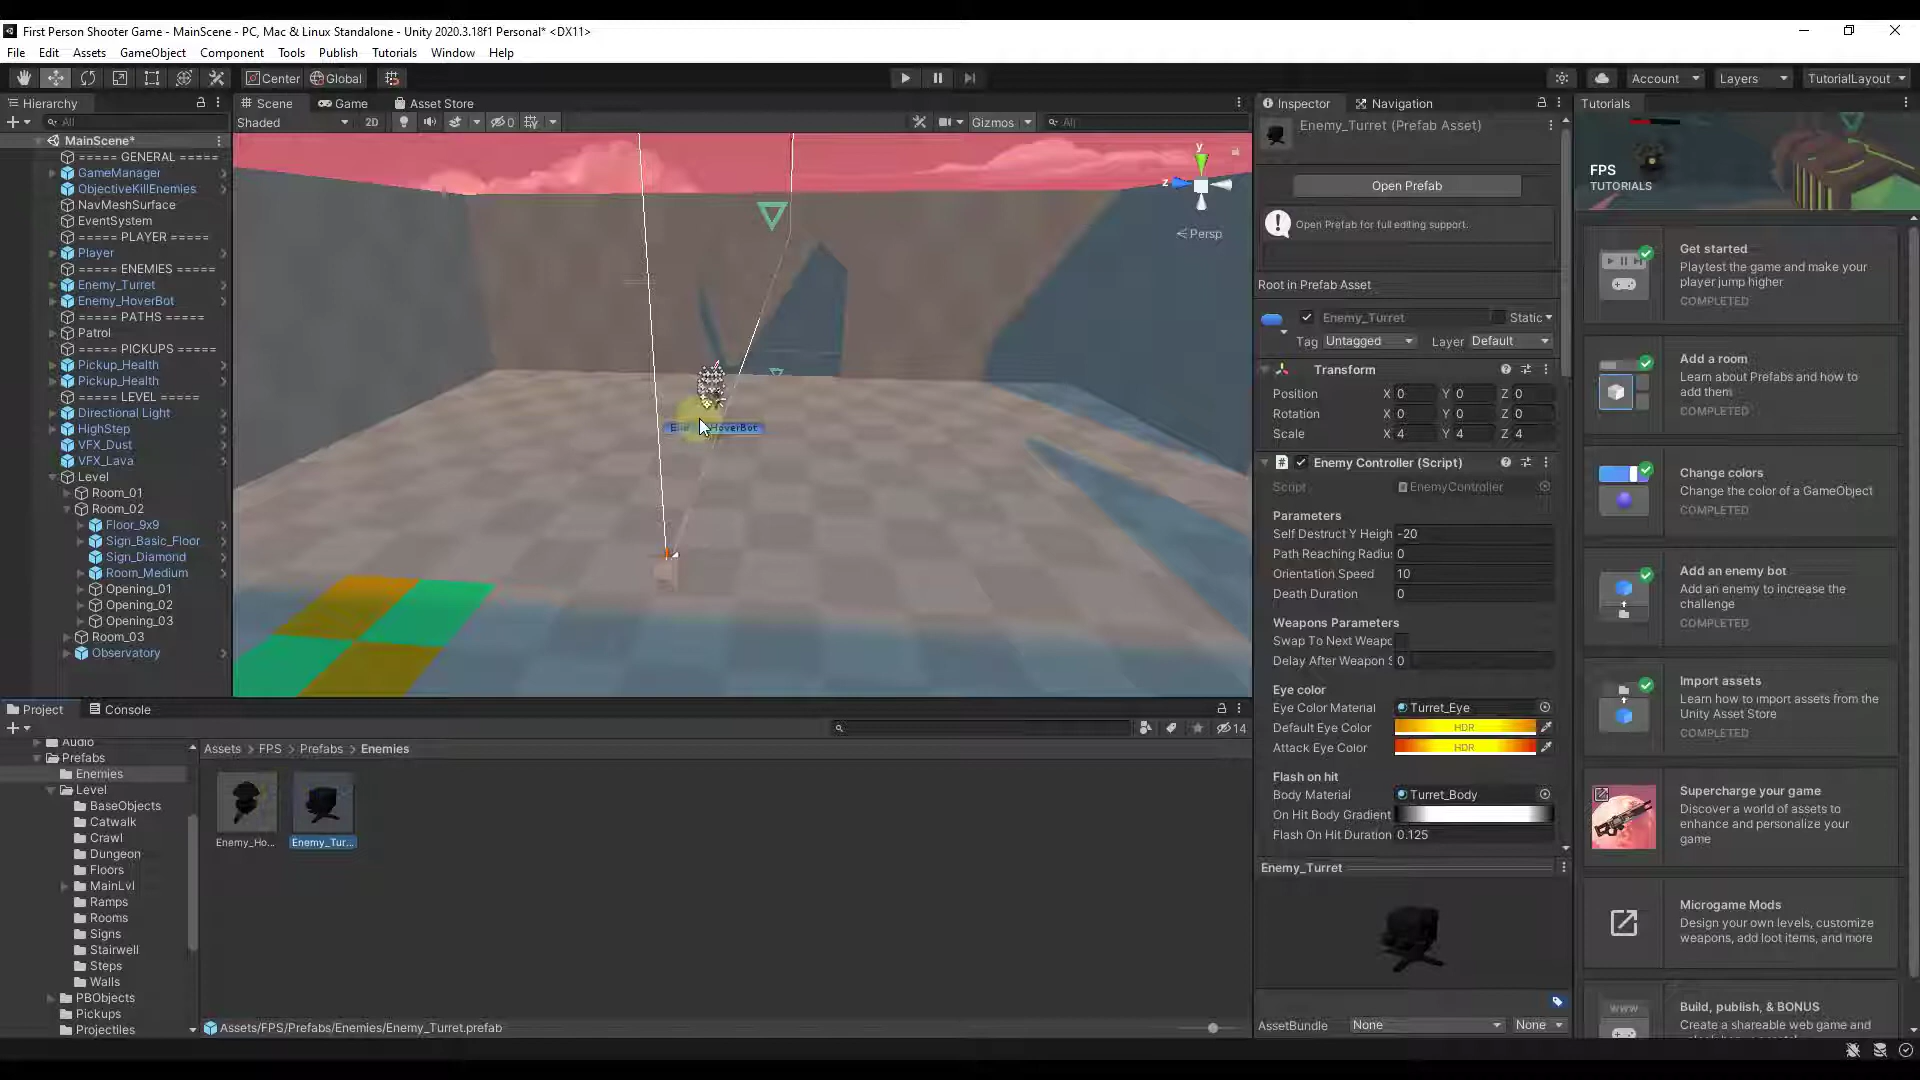 First Person Shooter Game - MainScene - PC, Mac & Linux Standalone - Unity 2020.3.18f1 Personal* <DX11>
File Edit Assets GameObject Component Tools Tutorials Publish Window Help
Center Global
Account Layers TutorialLayout
Hierarchy
All
MainScene*
===== GENERAL =====
GameManager
ObjectiveKillEnemies
NavMeshSurface
EventSystem
===== PLAYER =====
Player
===== ENEMIES =====
Enemy_Turret
Enemy_HoverBot
===== PATHS =====
Patrol
===== PICKUPS =====
Pickup_Health
Pickup_Health
===== LEVEL =====
Directional Light
HighStep
VFX_Dust
VFX_Lava
Level
Room_01
Room_02
Floor_9x9
Sign_Basic_Floor
Sign_Diamond
Room_Medium
Opening_01
Opening_02
Opening_03
Room_03
Observatory
Scene Game Asset Store
Shaded 2D 0 Gizmos All
y
z
Persp
HoverBot
Inspector Navigation
Enemy_Turret (Prefab Asset)
Open Prefab
Open Prefab for full editing support.
Root in Prefab Asset
Enemy_Turret Static
Tag Untagged Layer Default
Transform
Position X 0 Y 0 Z 0
Rotation X 0 Y 0 Z 0
Scale X 4 Y 4 Z 4
Enemy Controller (Script)
Script EnemyController
Parameters
Self Destruct Y Heigh -20
Path Reaching Radiu 0
Orientation Speed 10
Death Duration 0
Weapons Parameters
Swap To Next Weapo
Delay After Weapon S 0
Eye color
Eye Color Material Turret_Eye
Default Eye Color HDR
Attack Eye Color HDR
Flash on hit
Body Material Turret_Body
On Hit Body Gradient
Flash On Hit Duration 0.125
Enemy_Turret
AssetBundle None None
Tutorials
FPS
TUTORIALS
Get started
Playtest the game and make your
player jump higher
COMPLETED
Add a room
Learn about Prefabs and how to
add them
COMPLETED
Change colors
Change the color of a GameObject
COMPLETED
Add an enemy bot
Add an enemy to increase the
challenge
COMPLETED
Import assets
Learn how to import assets from the
Unity Asset Store
COMPLETED
Supercharge your game
Discover a world of assets to
enhance and personalize your
game
Microgame Mods
Design your own levels, customize
weapons, add loot items, and more
www
Build, publish, & BONUS
Create a shareable web game and
Project Console
14
Audio
Prefabs
Enemies
Level
BaseObjects
Catwalk
Crawl
Dungeon
Floors
MainLvl
Ramps
Rooms
Signs
Stairwell
Steps
Walls
PBObjects
Pickups
Projectiles
Assets > FPS > Prefabs > Enemies
Enemy_Ho... Enemy_Tur...
Assets/FPS/Prefabs/Enemies/Enemy_Turret.prefab